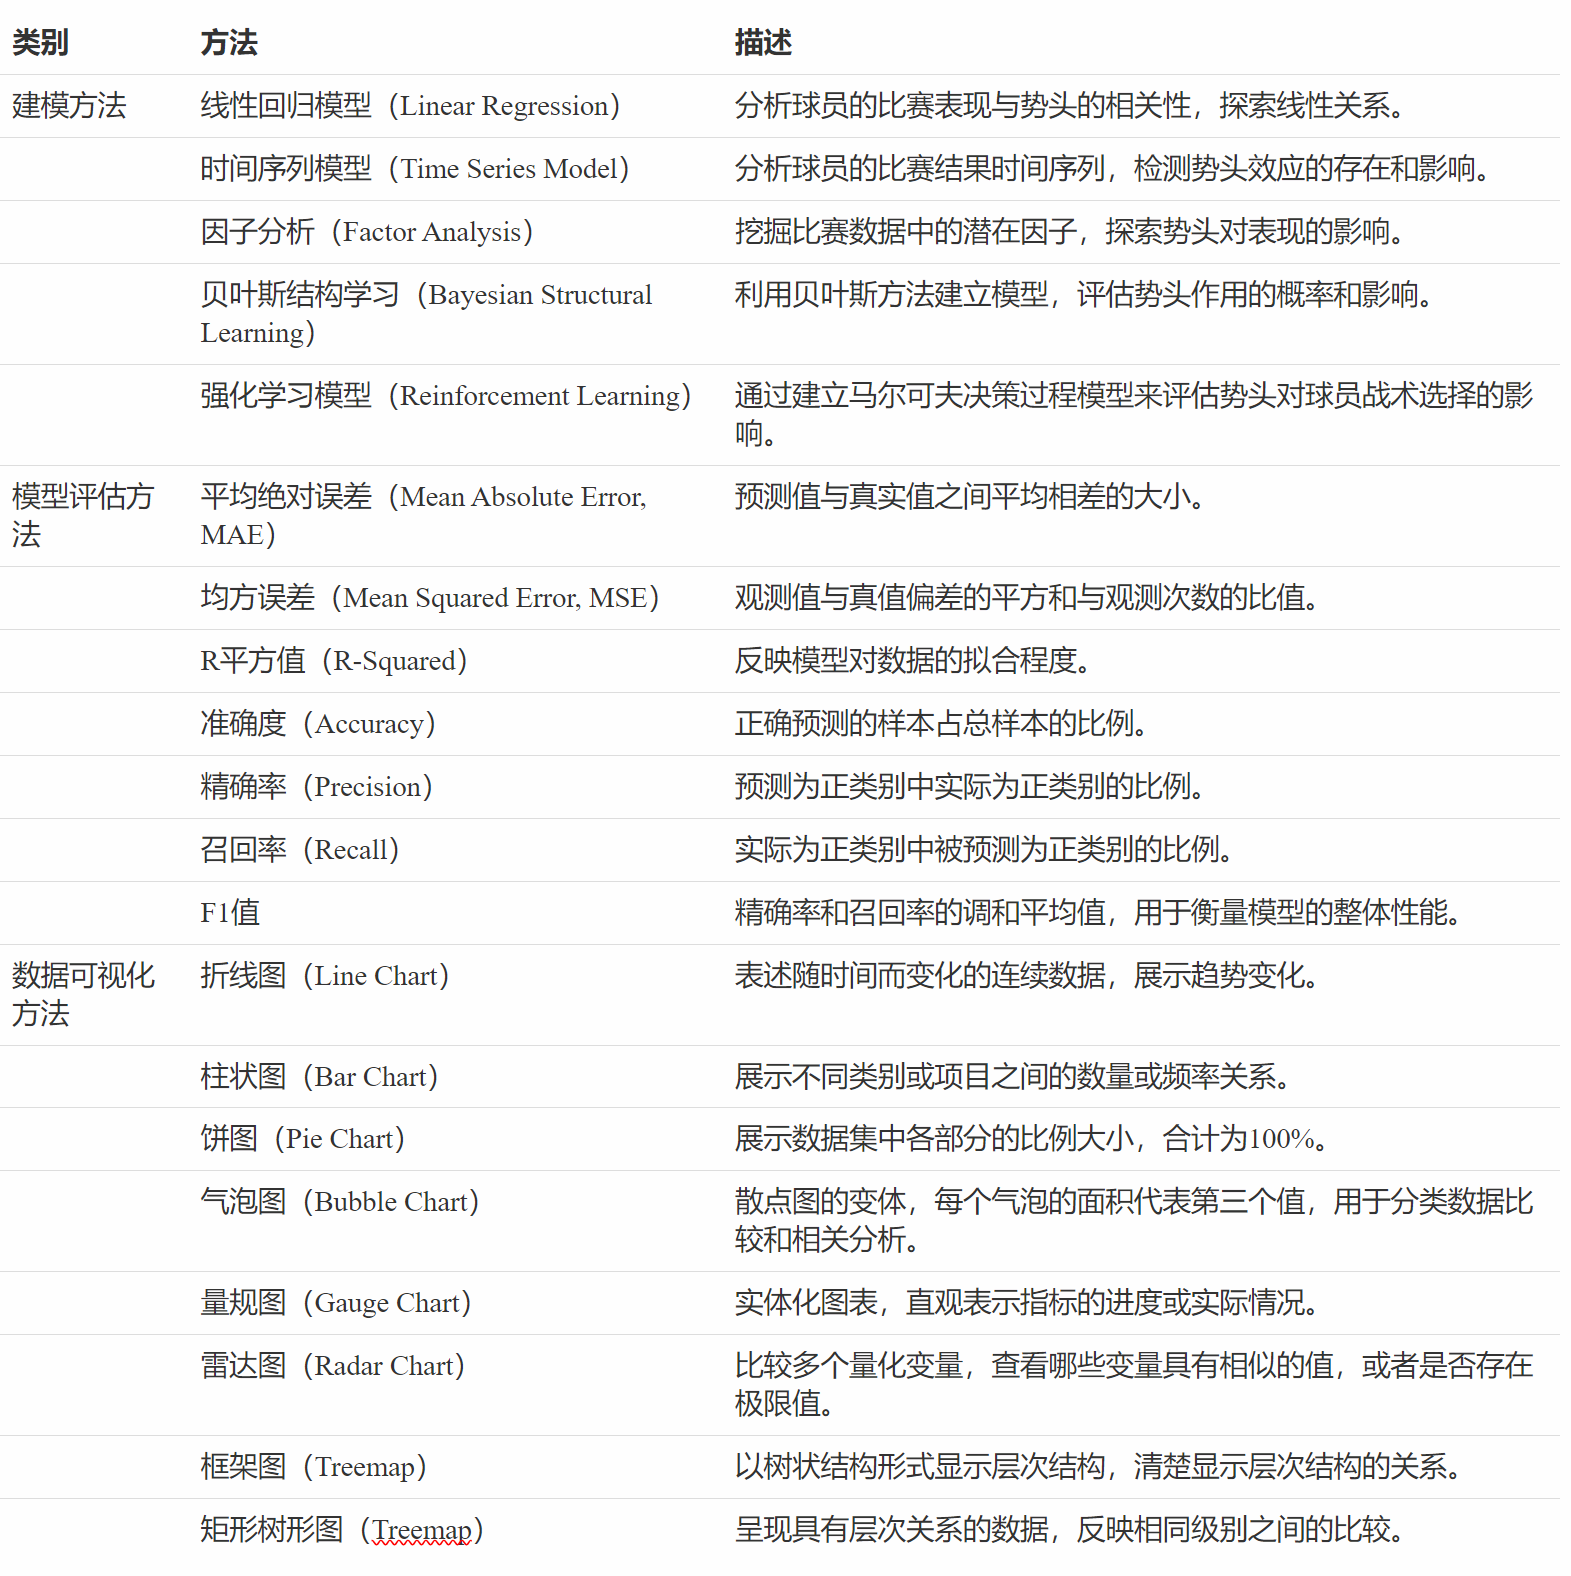 类别 方法 描述
建模方法 线性回归模型（Linear Regression） 分析球员的比赛表现与势头的相关性，探索线性关系。
时间序列模型（Time Series Model） 分析球员的比赛结果时间序列，检测势头效应的存在和影响。
因子分析（Factor Analysis） 挖掘比赛数据中的潜在因子，探索势头对表现的影响。
贝叶斯结构学习（Bayesian Structural 利用贝叶斯方法建立模型，评估势头作用的概率和影响。
Learning）
强化学习模型（Reinforcement Learning） 通过建立马尔可夫决策过程模型来评估势头对球员战术选择的影
响。
模型评估方 平均绝对误差（Mean Absolute Error, 预测值与真实值之间平均相差的大小。
法 MAE）
均方误差（Mean Squared Error, MSE） 观测值与真值偏差的平方和与观测次数的比值。
R平方值（R-Squared） 反映模型对数据的拟合程度。
准确度（Accuracy） 正确预测的样本占总样本的比例。
精确率（Precision） 预测为正类别中实际为正类别的比例。
召回率（Recall） 实际为正类别中被预测为正类别的比例。
F1值 精确率和召回率的调和平均值，用于衡量模型的整体性能。
数据可视化 折线图（Line Chart） 表述随时间而变化的连续数据，展示趋势变化。
方法
柱状图（Bar Chart） 展示不同类别或项目之间的数量或频率关系。
饼图（Pie Chart） 展示数据集中各部分的比例大小，合计为100%。
气泡图（Bubble Chart） 散点图的变体，每个气泡的面积代表第三个值，用于分类数据比
较和相关分析。
量规图（Gauge Chart） 实体化图表，直观表示指标的进度或实际情况。
雷达图（Radar Chart） 比较多个量化变量，查看哪些变量具有相似的值，或者是否存在
极限值。
框架图（Treemap） 以树状结构形式显示层次结构，清楚显示层次结构的关系。
矩形树形图（Treemap） 呈现具有层次关系的数据，反映相同级别之间的比较。